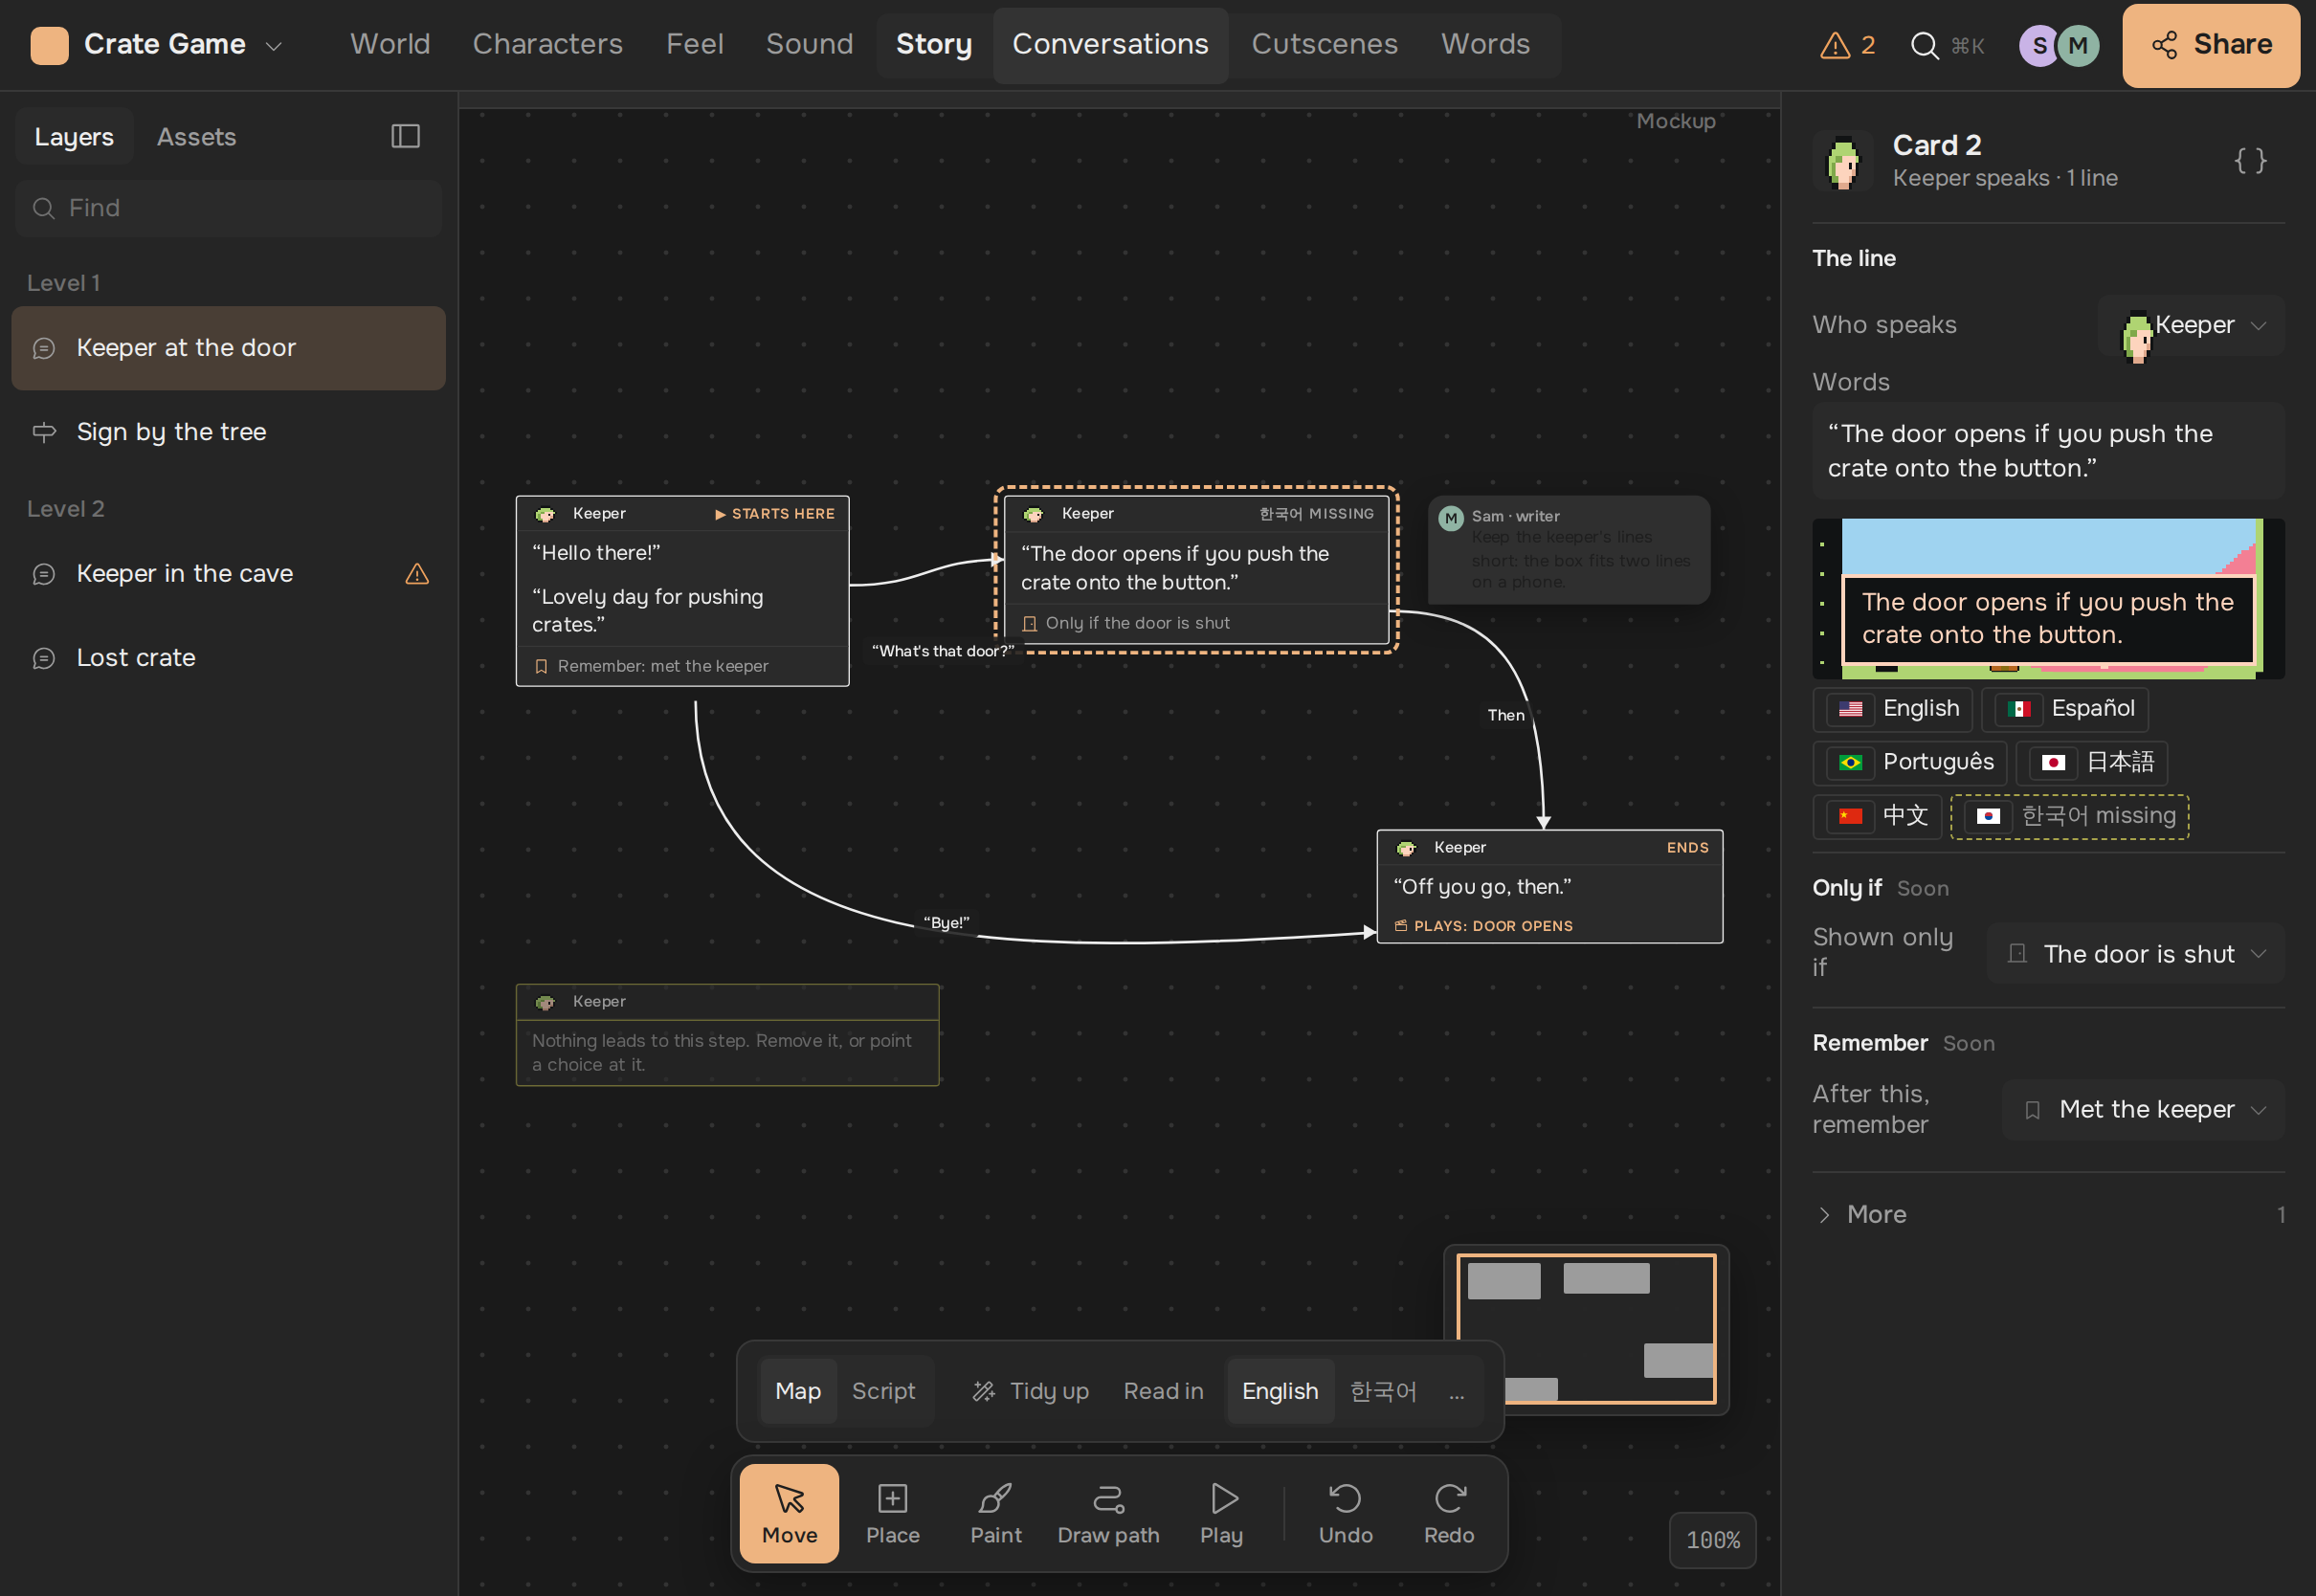 Crate Game
World
Characters
Feel
Sound
Story
Conversations
Cutscenes
Words
2
⌘K
S
M
Share
Layers
Assets
Find
Level 1
Keeper at the door
Sign by the tree
Level 2
Keeper in the cave
Lost crate
Mockup
Keeper
▶ STARTS HERE
“Hello there!”
“Lovely day for pushing
crates.”
Remember: met the keeper
“What's that door?”
Keeper
한국어 MISSING
“The door opens if you push the
crate onto the button.”
Only if the door is shut
M
Sam · writer
Keep the keeper's lines
short: the box fits two lines
on a phone.
Then
“Bye!”
Keeper
ENDS
“Off you go, then.”
PLAYS: DOOR OPENS
Keeper
Nothing leads to this step. Remove it, or point
a choice at it.
Map
Script
Tidy up
Read in
English
한국어
...
Move
Place
Paint
Draw path
Play
Undo
Redo
100%
Card 2
Keeper speaks · 1 line
{ }
The line
Who speaks
Keeper
Words
“The door opens if you push the
crate onto the button.”
The door opens if you push the
crate onto the button.
English
Español
Português
日本語
中文
한국어 missing
Only if
Soon
Shown only
if
The door is shut
Remember
Soon
After this,
remember
Met the keeper
More
1